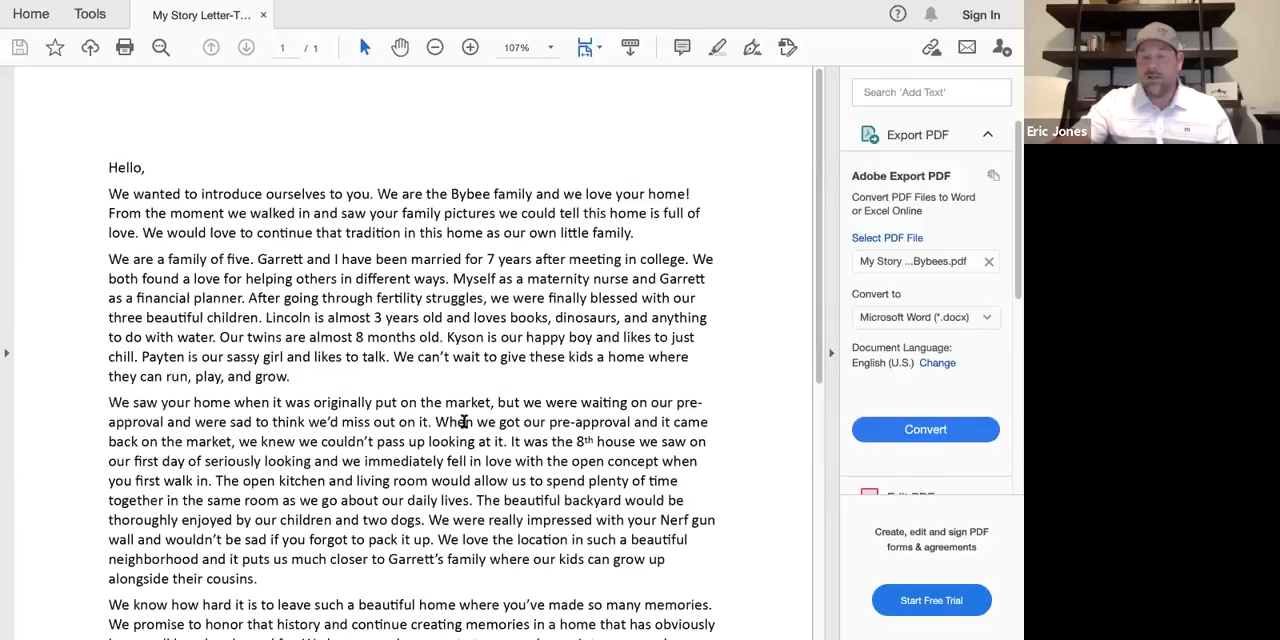 Home
Tools
My Story Letter-T...
Sign In
1 / 1
107%
Hello,
We wanted to introduce ourselves to you. We are the Bybee family and we love your home!
From the moment we walked in and saw your family pictures we could tell this home is full of
love. We would love to continue that tradition in this home as our own little family.
We are a family of five. Garrett and I have been married for 7 years after meeting in college. We
both found a love for helping others in different ways. Myself as a maternity nurse and Garrett
as a financial planner. After going through fertility struggles, we were finally blessed with our
three beautiful children. Lincoln is almost 3 years old and loves books, dinosaurs, and anything
to do with water. Our twins are almost 8 months old. Kyson is our happy boy and likes to just
chill. Payten is our sassy girl and likes to talk. We can't wait to give these kids a home where
they can run, play, and grow.
We saw your home when it was originally put on the market, but we were waiting on our pre-
approval and were sad to think we'd miss out on it. When we got our pre-approval and it came
back on the market, we knew we couldn't pass up looking at it. It was the 8th house we saw on
our first day of seriously looking and we immediately fell in love with the open concept when
you first walk in. The open kitchen and living room would allow us to spend plenty of time
together in the same room as we go about our daily lives. The beautiful backyard would be
thoroughly enjoyed by our children and two dogs. We were really impressed with your Nerf gun
wall and wouldn't be sad if you forgot to pack it up. We love the location in such a beautiful
neighborhood and it puts us much closer to Garrett's family where our kids can grow up
alongside their cousins.
We know how hard it is to leave such a beautiful home where you've made so many memories.
We promise to honor that history and continue creating memories in a home that has obviously
Search 'Add Text'
Export PDF
Adobe Export PDF
Convert PDF Files to Word
or Excel Online
Select PDF File
My Story ...Bybees.pdf
Convert to
Microsoft Word (*.docx)
Document Language:
English (U.S.) Change
Convert
Edit PDF
Create, edit and sign PDF
forms & agreements
Start Free Trial
Eric Jones